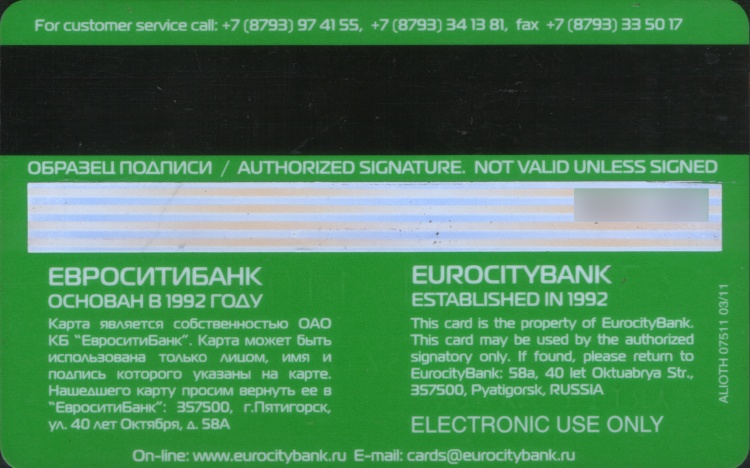 For customer service call: +7 (8793) 97 41 55, +7 (8793) 34 13 81, fax +7 (8793) 33 50 17
ОБРАЗЕЦ ПОДПИСИ / AUTHORIZED SIGNATURE. NOT VALID UNLESS SIGNED
ЕВРОСИТИБАНК
ОСНОВАН В 1992 ГОДУ
Карта является собственностью ОАО
КБ "ЕвроситиБанк". Карта может быть
использована только лицом, имя и
подпись которого указаны на карте.
Нашедшего карту просим вернуть ее в
"ЕвроситиБанк": 357500, г.Пятигорск,
ул. 40 лет Октября, д. 58А
EUROCITYBANK
ESTABLISHED IN 1992
This card is the property of EurocityBank.
This card may be used by the authorized
signatory only. If found, please return to
EurocityBank: 58a, 40 let Oktuabrya Str.,
357500, Pyatigorsk, RUSSIA
ELECTRONIC USE ONLY
ALIOTH 07511 03/11
On-line: www.eurocitybank.ru E-mail: cards@eurocitybank.ru